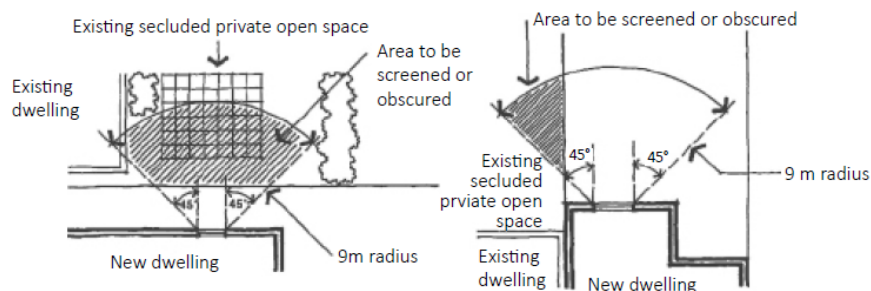 Existing secluded private open space
Area to be
screened or
obscured
Existing
dwelling
45°
45°
New dwelling
9m radius
Area to be screened or obscured
45°
45°
9 m radius
Existing
secluded
prviate open
space
Existing
dwelling
New dwelling